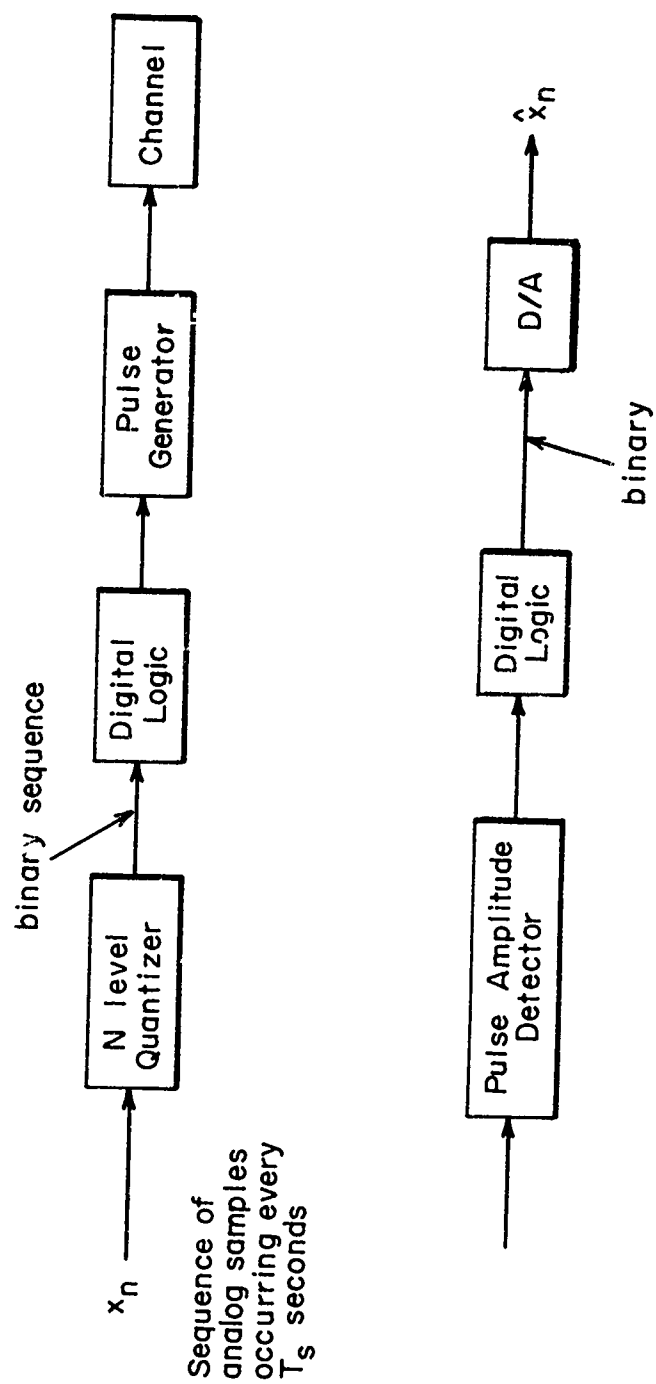 binary sequence
x_n
N level
Quantizer
Digital
Logic
Pulse
Generator
Channel
Sequence of
analog samples
occurring every
T_s seconds
Pulse Amplitude
Detector
Digital
Logic
D/A
x̂_n
binary